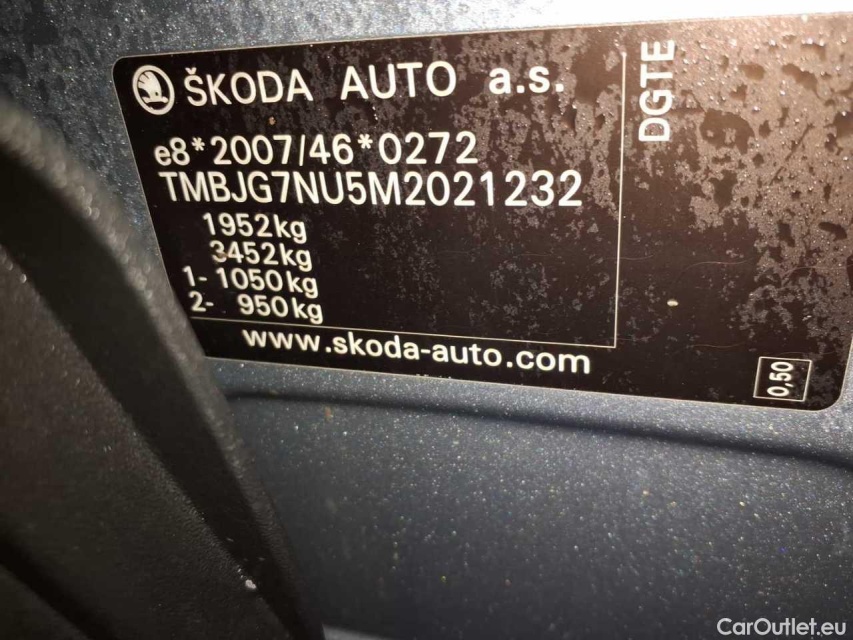 ŠKODA AUTO a.s.
DGTE
e8*2007/46*0272
TMBJG7NU5M2021232
1952kg
3452kg
1- 1050kg
2- 950kg
www.skoda-auto.com
0,50
CarOutlet.eu